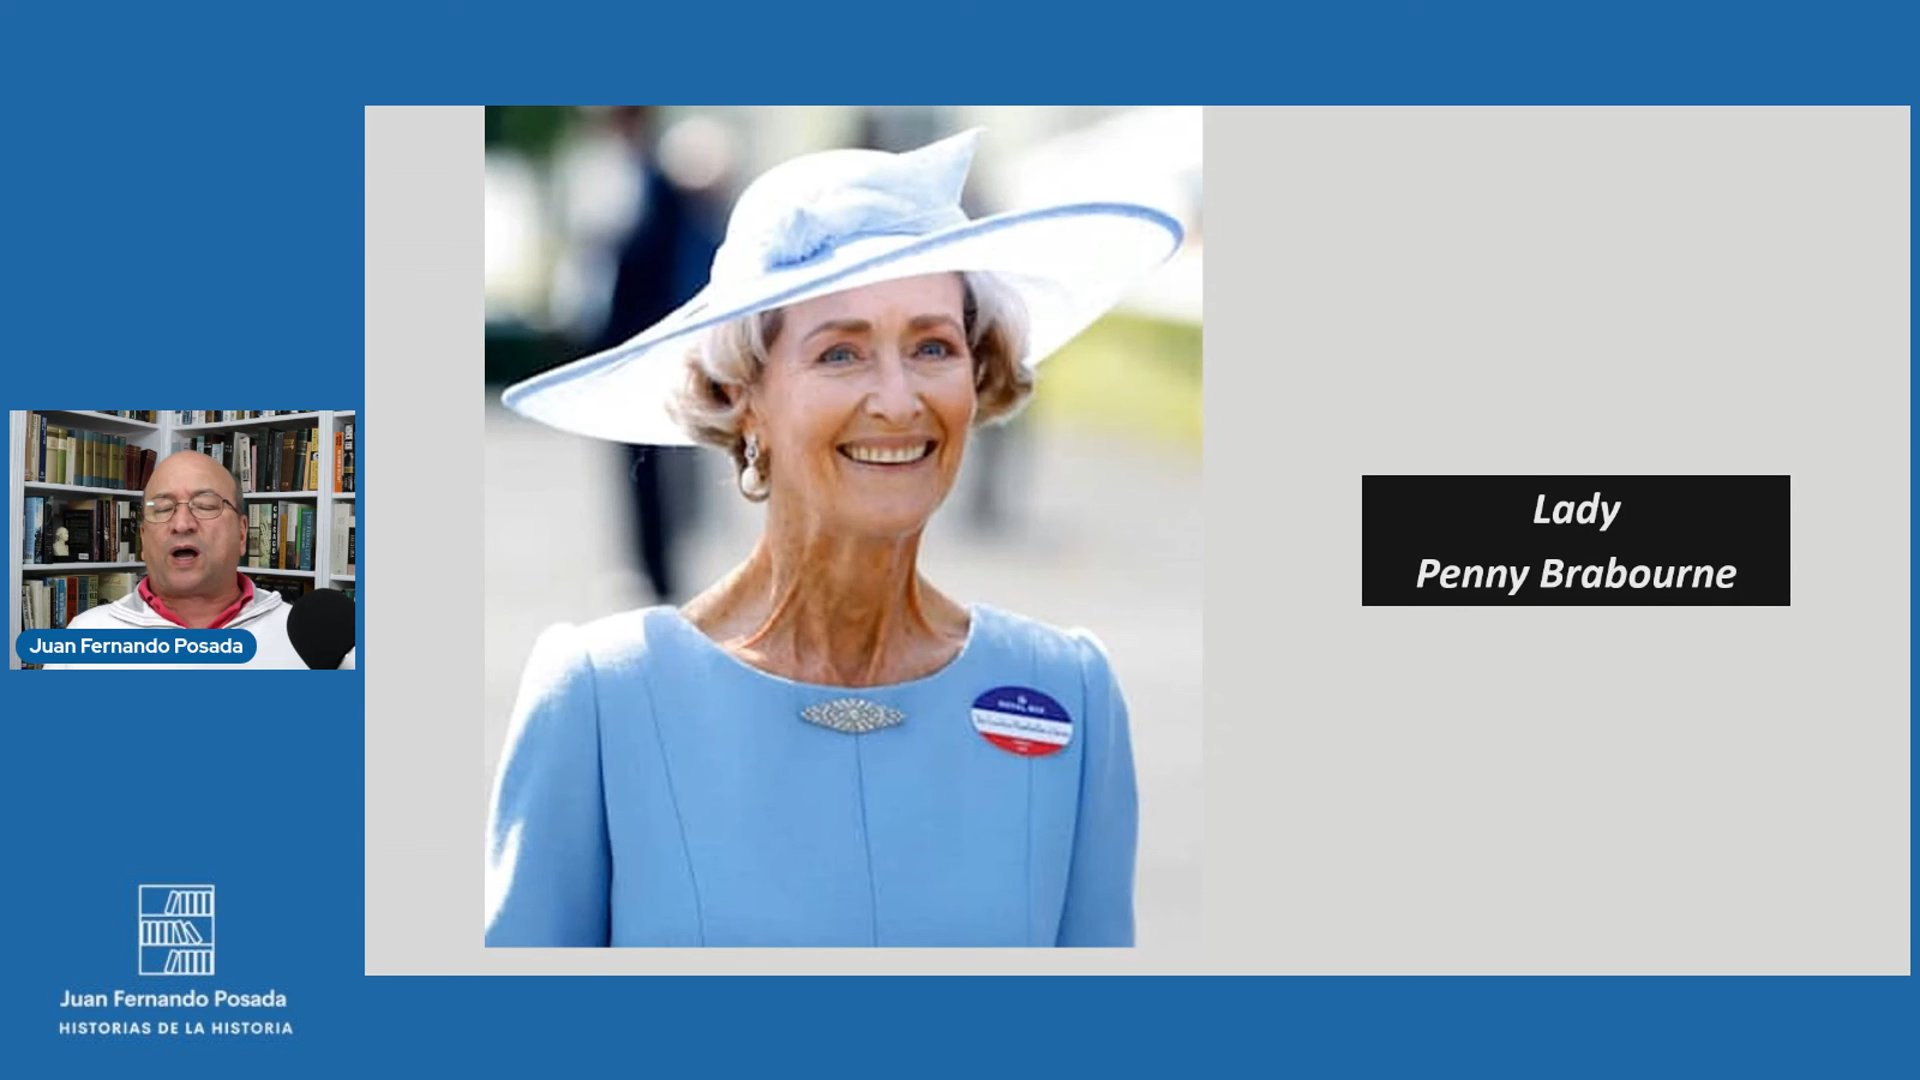 Lady
Penny Brabourne
Juan Fernando Posada
Juan Fernando Posada
HISTORIAS DE LA HISTORIA